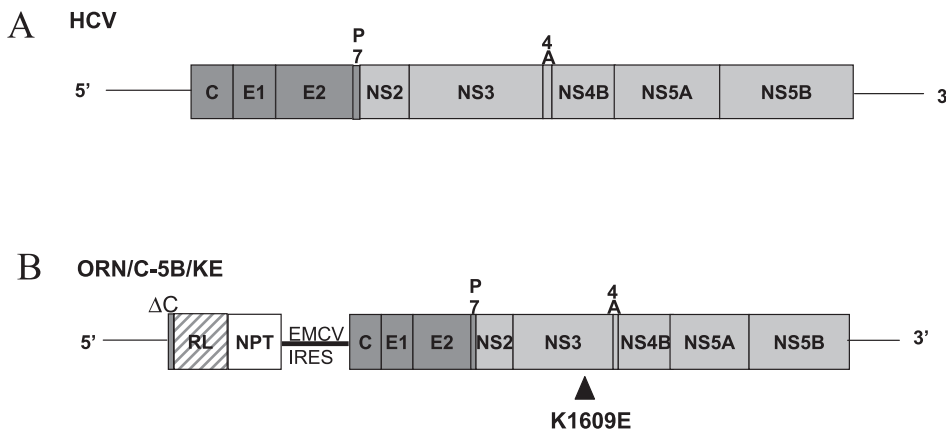 A HCV
P
7
4
A
5’ C E1 E2 NS2 NS3 NS4B NS5A NS5B 3
B ORN/C-5B/KE
P
7
4
A
ΔC
5’ RL NPT EMCV IRES C E1 E2 NS2 NS3 NS4B NS5A NS5B 3’
K1609E